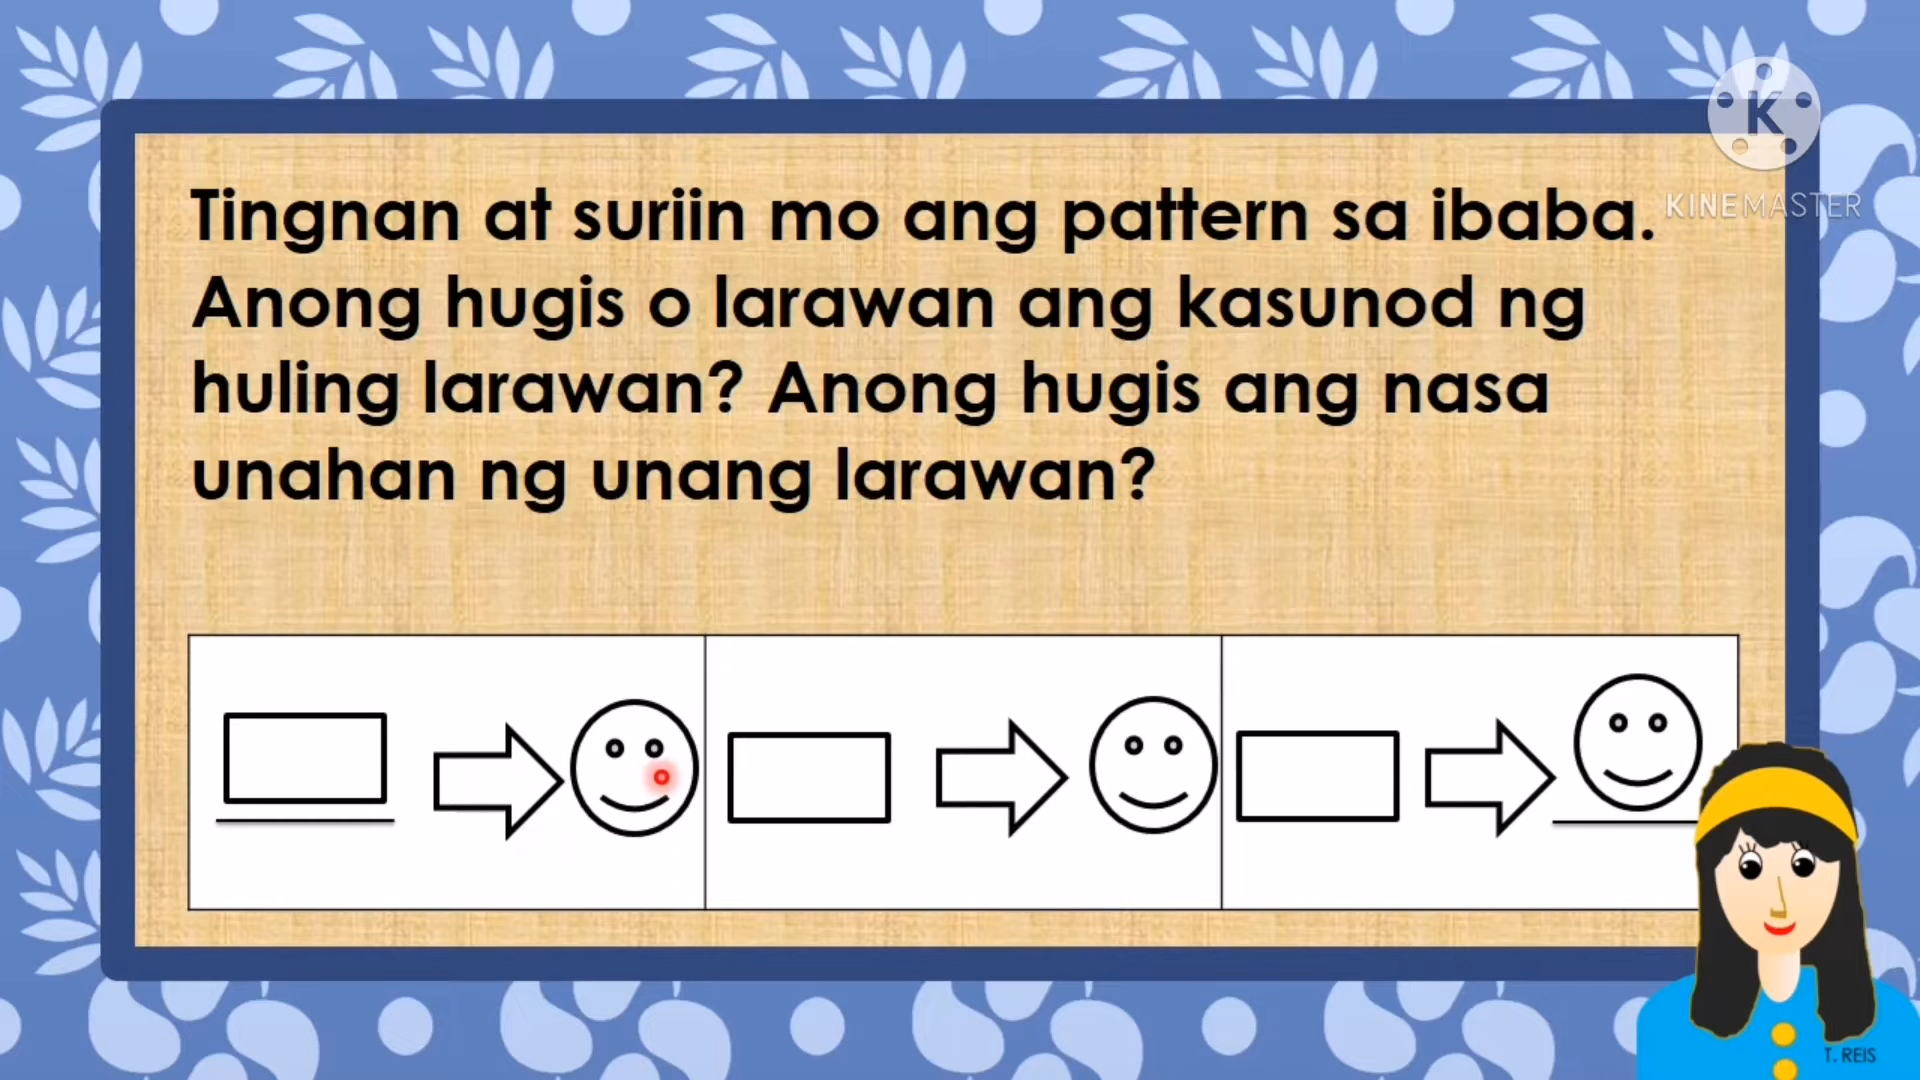 Tingnan at suriin mo ang pattern sa ibaba.
Anong hugis o larawan ang kasunod ng
huling larawan? Anong hugis ang nasa
unahan ng unang larawan?
K
KINEMASTER
T. REIS